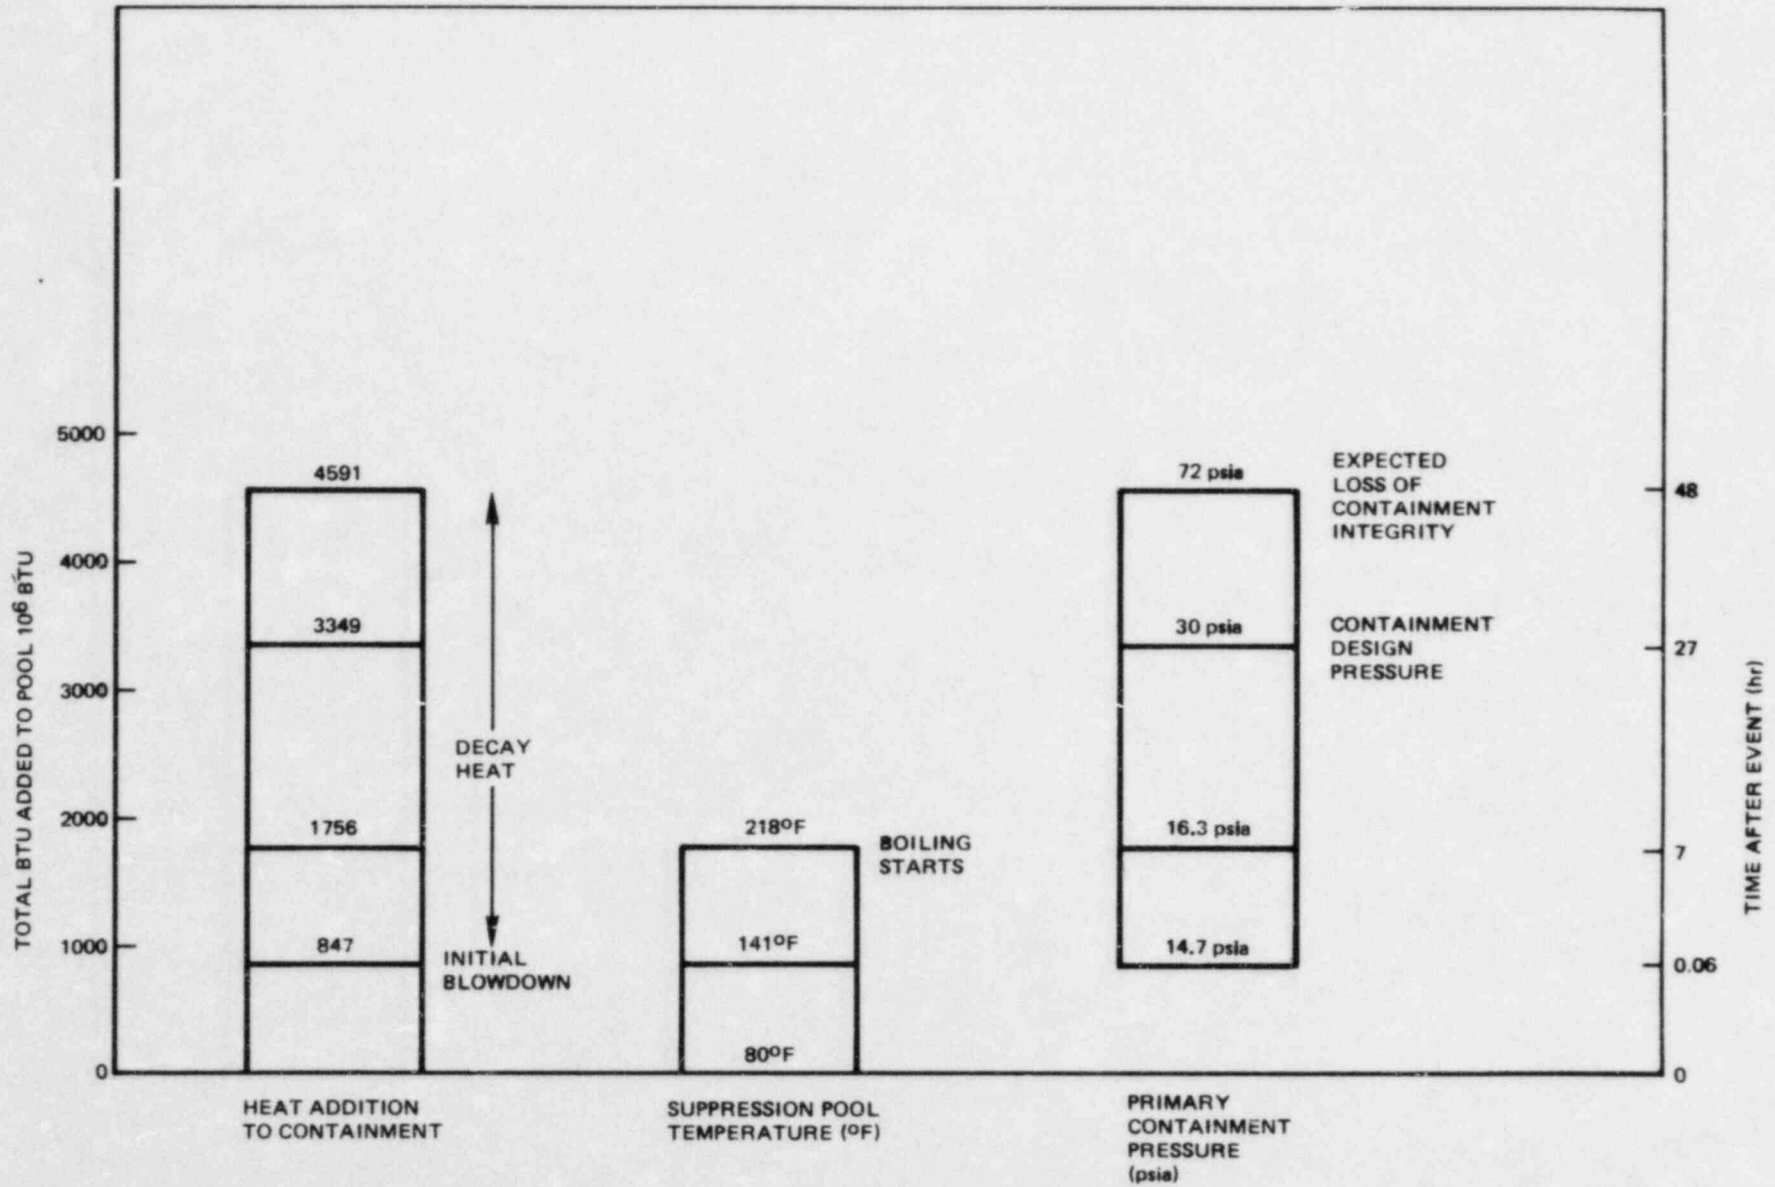 5000
4000
3000
2000
1000
0
TOTAL BTU ADDED TO POOL 10⁶ BTU
4591
3349
1756
847
DECAY
HEAT
INITIAL
BLOWDOWN
HEAT ADDITION
TO CONTAINMENT
218°F
141°F
80°F
BOILING
STARTS
SUPPRESSION POOL
TEMPERATURE (°F)
72 psia
30 psia
16.3 psia
14.7 psia
EXPECTED
LOSS OF
CONTAINMENT
INTEGRITY
CONTAINMENT
DESIGN
PRESSURE
PRIMARY
CONTAINMENT
PRESSURE
(psia)
48
27
7
0.06
0
TIME AFTER EVENT (hr)